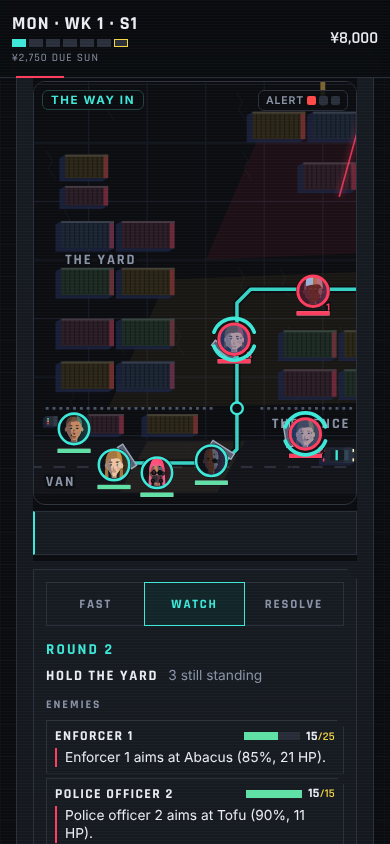 MON · WK 1 · S1
¥8,000
¥2,750 DUE SUN
THE WAY IN
ALERT
THE YARD
1
VAN
FAST
WATCH
RESOLVE
ROUND 2
HOLD THE YARD 3 still standing
ENEMIES
ENFORCER 1 15/25
Enforcer 1 aims at Abacus (85%, 21 HP).
POLICE OFFICER 2 15/15
Police officer 2 aims at Tofu (90%, 11
HP).